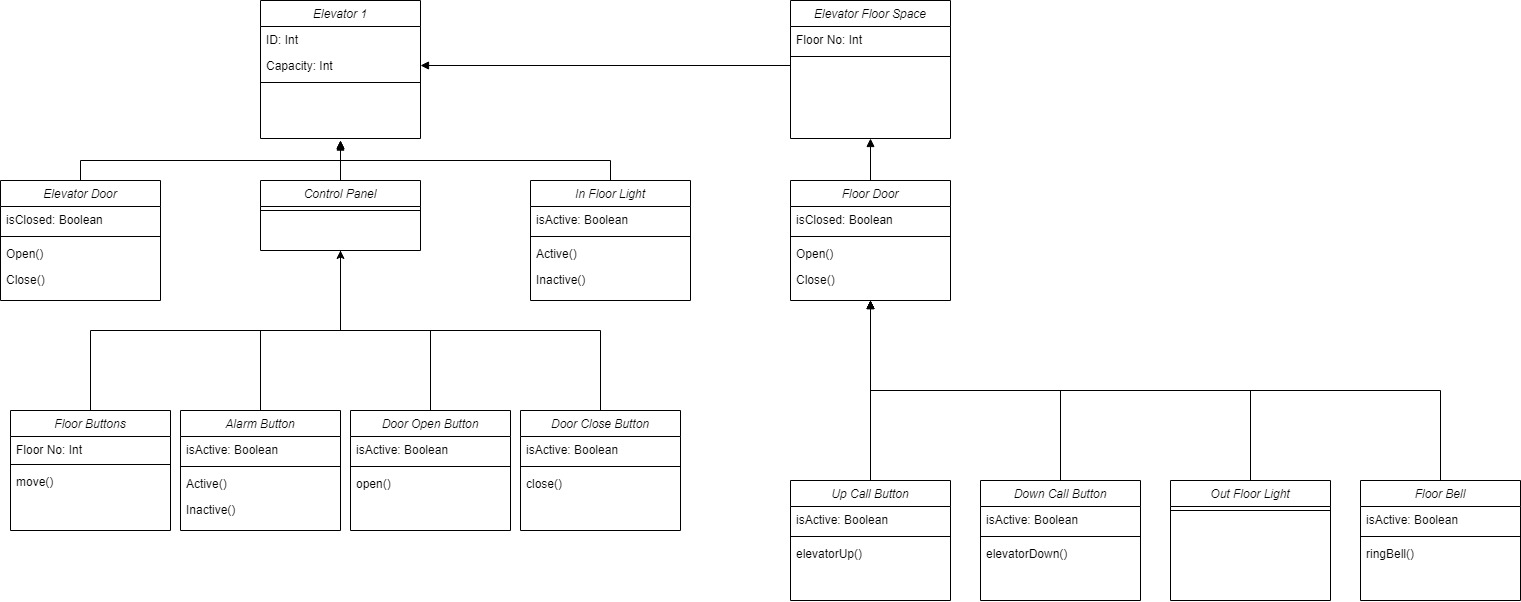 Elevator 1
ID: Int
Capacity: Int
Elevator Floor Space
Floor No: Int
Elevator Door
isClosed: Boolean
Open()
Close()
Control Panel
In Floor Light
isActive: Boolean
Active()
Inactive()
Floor Door
isClosed: Boolean
Open()
Close()
Floor Buttons
Floor No: Int
move()
Alarm Button
isActive: Boolean
Active()
Inactive()
Door Open Button
isActive: Boolean
open()
Door Close Button
isActive: Boolean
close()
Up Call Button
isActive: Boolean
elevatorUp()
Down Call Button
isActive: Boolean
elevatorDown()
Out Floor Light
Floor Bell
isActive: Boolean
ringBell()